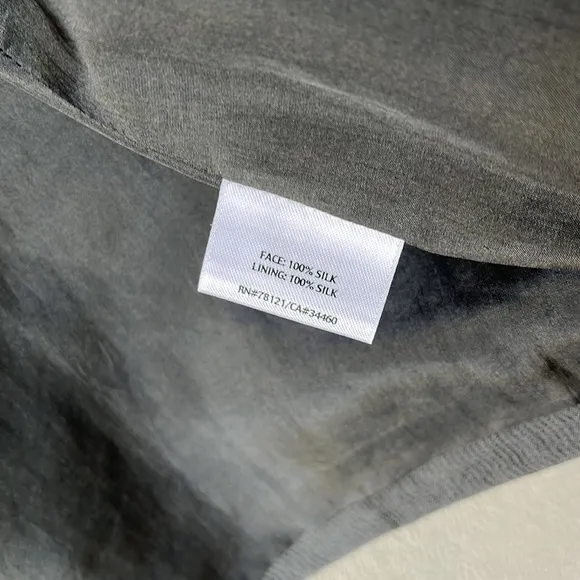 FACE: 100% SILK
LINING: 100% SILK
RN#78121/CA#34460